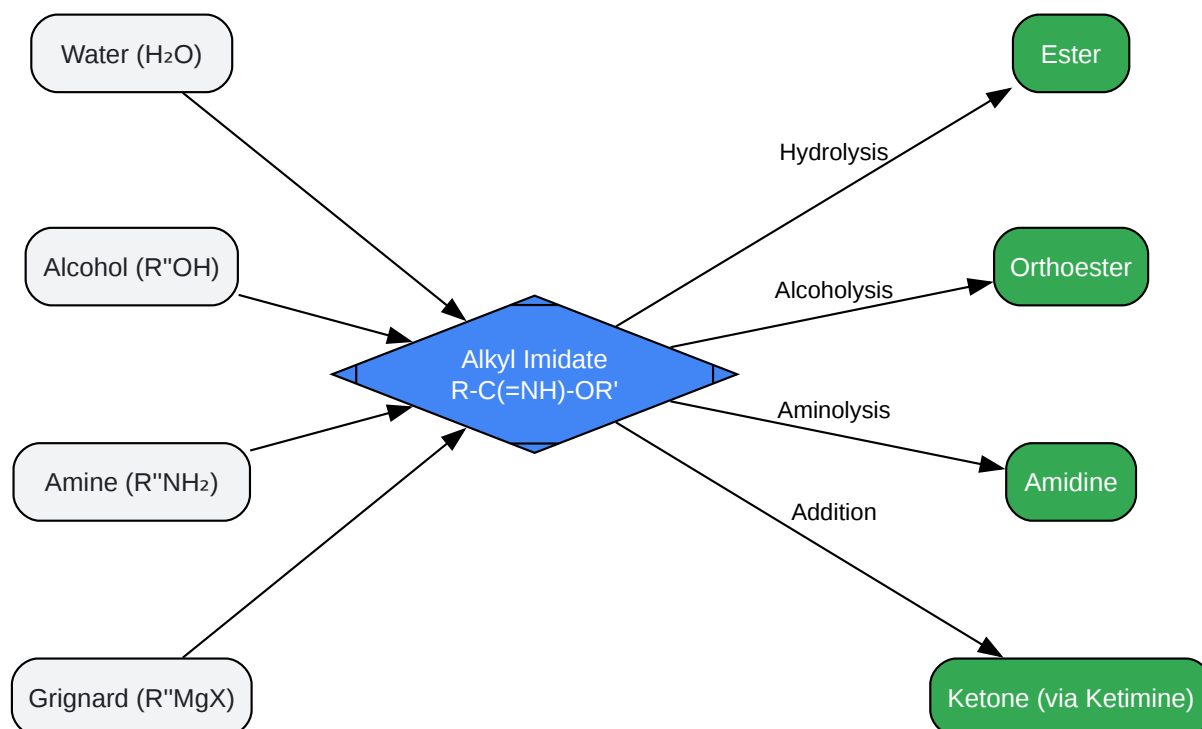 Water (H₂O)
Ester
Hydrolysis
Alcohol (R"OH)
Orthoester
Alcoholysis
Alkyl Imidate
R-C(=NH)-OR'
Aminolysis
Amine (R"NH₂)
Amidine
Addition
Grignard (R"MgX)
Ketone (via Ketimine)